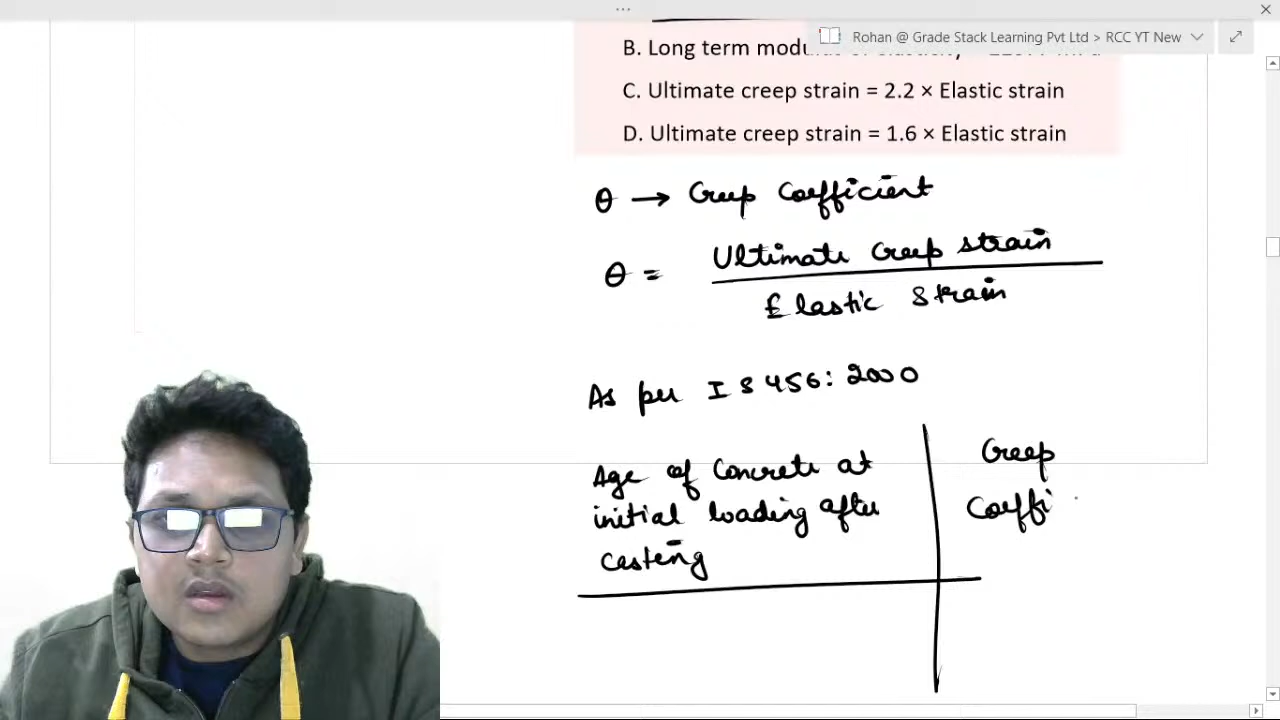 Rohan @ Grade Stack Learning Pvt Ltd > RCC YT New
B. Long term
C. Ultimate creep strain = 2.2 × Elastic strain
D. Ultimate creep strain = 1.6 × Elastic strain
θ → Creep Coefficient
θ = Ultimate Creep strain
Elastic Strain
As per IS 456: 2000
Age of Concrete at
initial loading after
casting
Creep
Coeffi